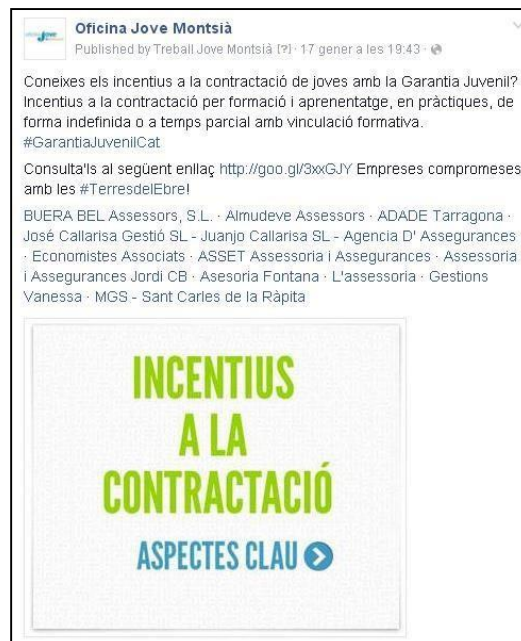 Oficina Jove Montsià
Published by Treball Jove Montsià [?] · 17 gener a les 19:43 ·
Coneixes els incentius a la contractació de joves amb la Garantia Juvenil?
Incentius a la contractació per formació i aprenentatge, en pràctiques, de
forma indefinida o a temps parcial amb vinculació formativa.
#GarantiaJuvenilCat
Consulta'ls al següent enllaç http://goo.gl/3xxGJY Empreses compromeses
amb les #TerresdelEbre!
BUERA BEL Assessors, S.L. · Almudeve Assessors · ADADE Tarragona ·
José Callarisa Gestió SL - Juanjo Callarisa SL - Agencia D' Assegurances
· Economistes Associats · ASSET Assessoria i Assegurances · Assessoria
i Assegurances Jordi CB · Asesoria Fontana · L'assessoria · Gestions
Vanessa · MGS - Sant Carles de la Ràpita
INCENTIUS
A LA
CONTRACTACIÓ
ASPECTES CLAU